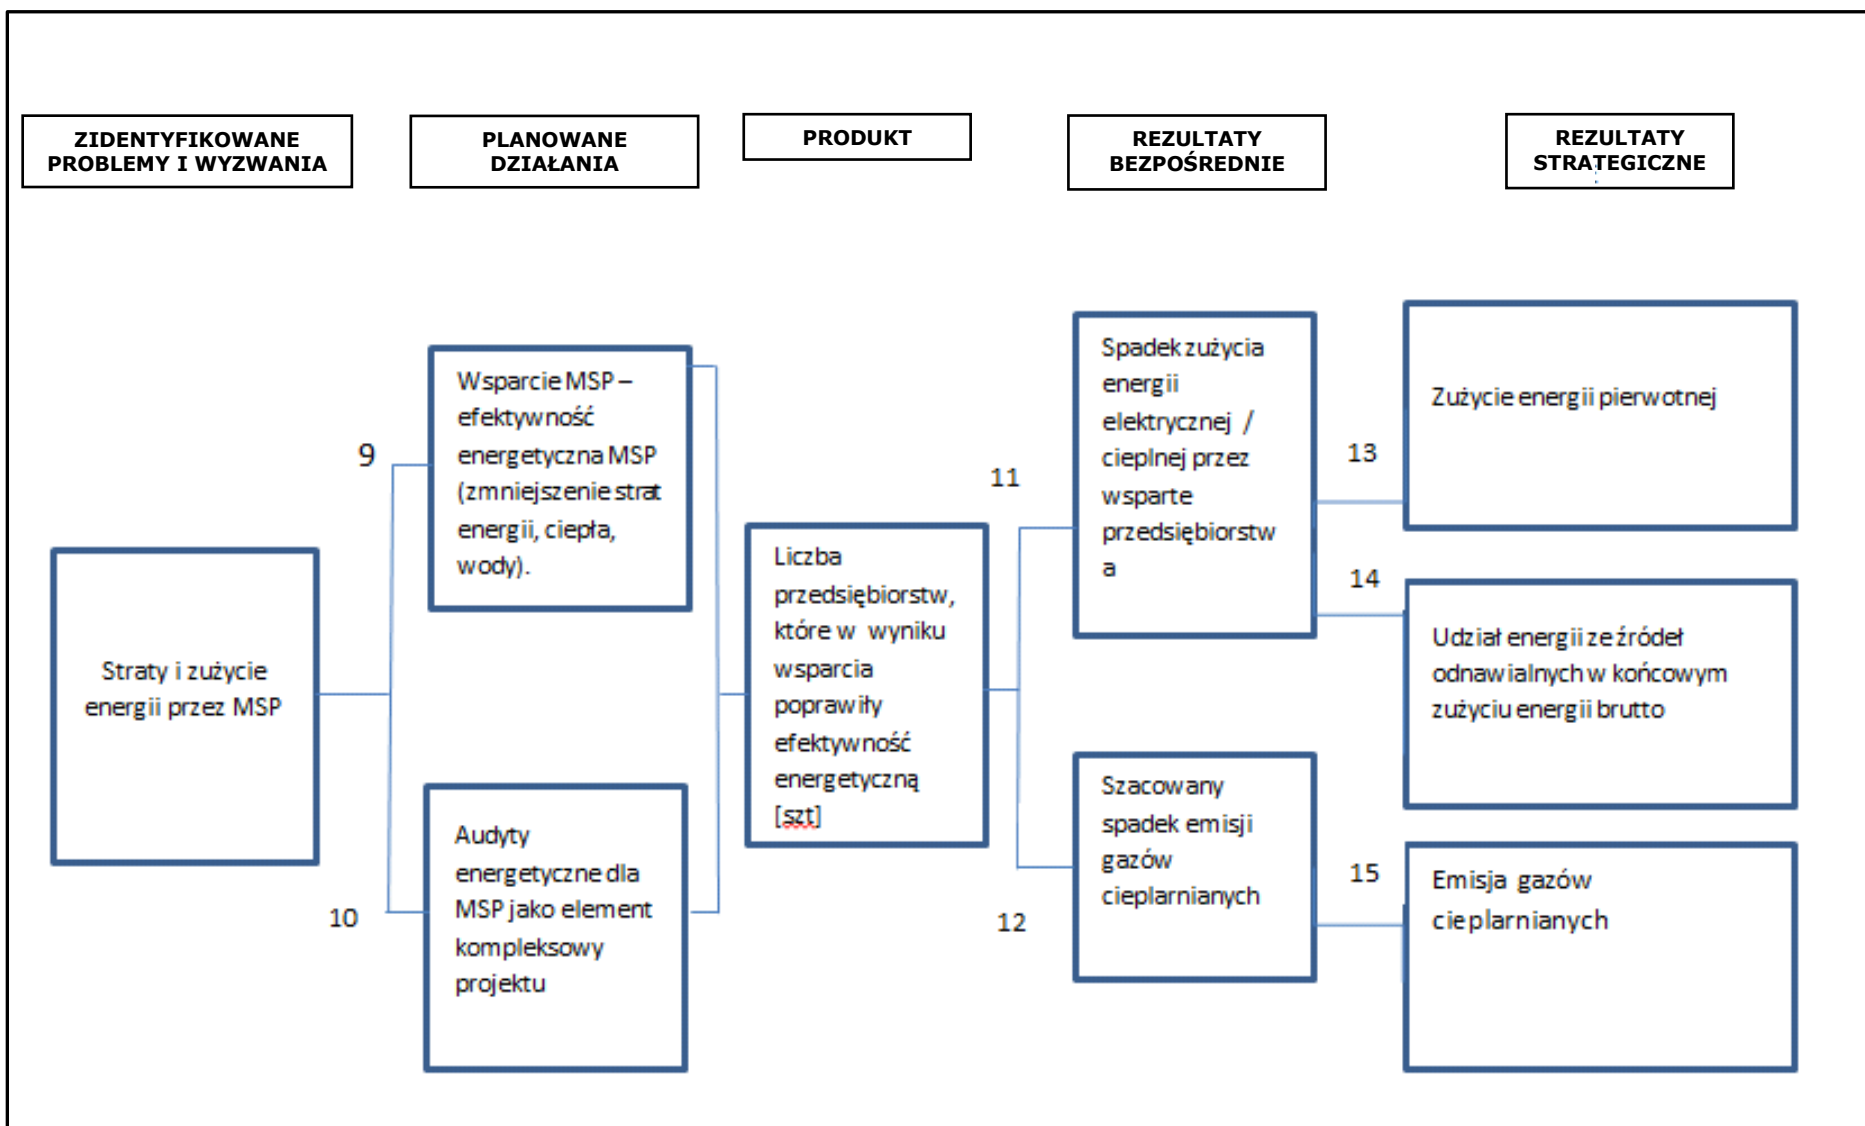 ZIDENTYFIKOWANE
PROBLEMY I WYZWANIA
PLANOWANE
DZIAŁANIA
PRODUKT
REZULTATY
BEZPOŚREDNIE
REZULTATY
STRATEGICZNE
Straty i zużycie
energii przez MSP
9
10
Wsparcie MSP –
efektywność
energetyczna MSP
(zmniejszenie strat
energii, ciepła,
wody).
Audyty
energetyczne dla
MSP jako element
kompleksowy
projektu
Liczba
przedsiębiorstw,
które w wyniku
wsparcia
poprawiły
efektywność
energetyczną
[szt]
11
12
Spadek zużycia
energii
elektrycznej /
cieplnej przez
wsparte
przedsiębiorstw
a
Szacowany
spadek emisji
gazów
cieplarnianych
13
14
15
Zużycie energii pierwotnej
Udział energii ze źródeł
odnawialnych w końcowym
zużyciu energii brutto
Emisja gazów
cieplarnianych